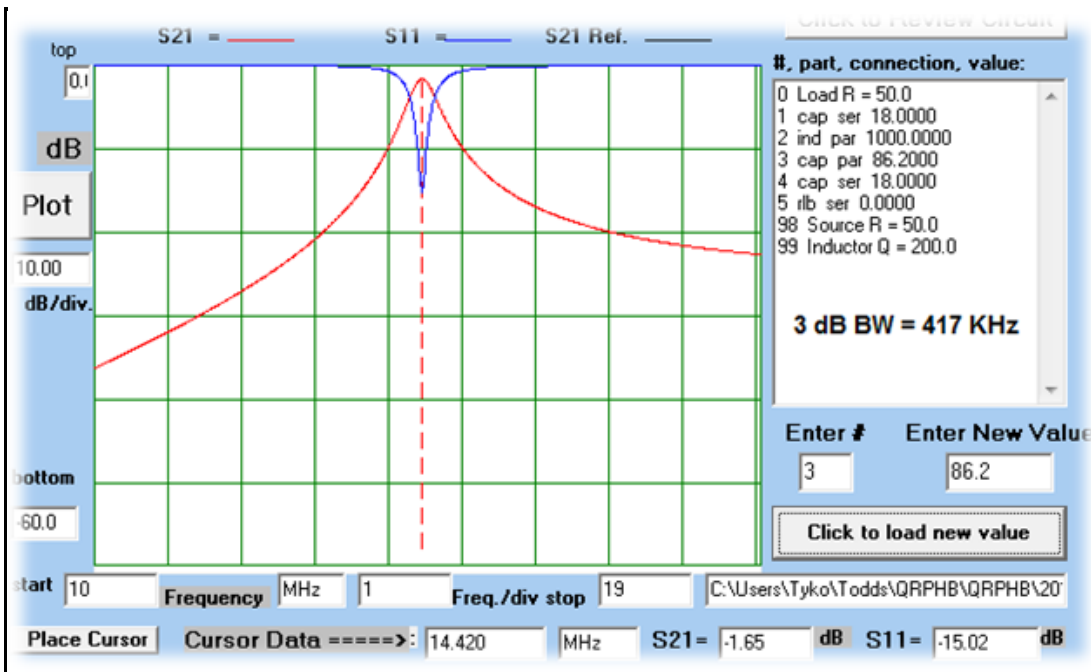 Click to Review Circuit
S21 = S11 = S21 Ref.
top
#, part, connection, value:
0 Load R = 50.0
1 cap ser 18.0000
2 ind par 1000.0000
3 cap par 86.2000
4 cap ser 18.0000
5 rlb ser 0.0000
98 Source R = 50.0
99 Inductor Q = 200.0
dB
Plot
10.00
dB/div.
3 dB BW = 417 KHz
Enter # Enter New Value
3 86.2
bottom
-60.0
Click to load new value
start 10 Frequency MHz 1 Freq./div stop 19 C:\Users\Tyko\Todds\QRPHB\QRPHB\20
Place Cursor Cursor Data =====>: 14.420 MHz S21= -1.65 dB S11= -15.02 dB